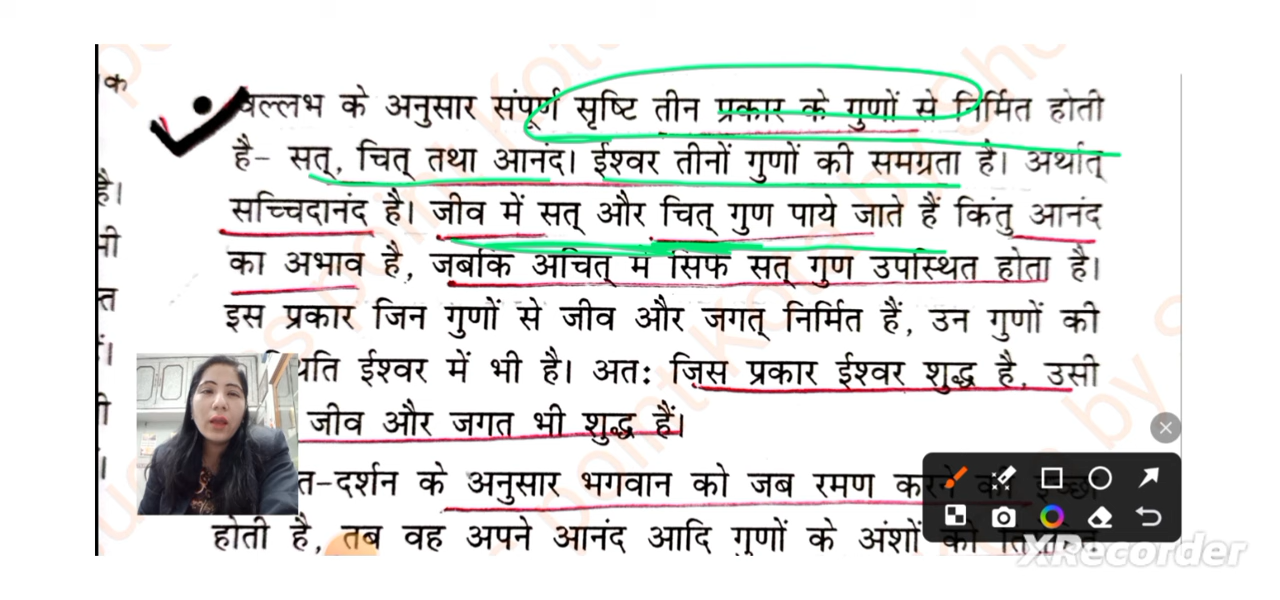 क
वल्लभ के अनुसार संपूर्ण सृष्टि तीन प्रकार के गुणों से निर्मित होती
है- सत्, चित् तथा आनंद। ईश्वर तीनों गुणों की समग्रता है। अर्थात्
है।
सच्चिदानंद है। जीव में सत् और चित् गुण पाये जाते हैं किंतु आनंद
का अभाव है, जबकि अचित् में सिर्फ सत् गुण उपस्थित होता है।
इस प्रकार जिन गुणों से जीव और जगत् निर्मित हैं, उन गुणों की
ईश्वर में भी है। अतः जिस प्रकार ईश्वर शुद्ध है, उसी
जीव और जगत भी शुद्ध हैं।
त-दर्शन के अनुसार भगवान को जब रमण करने की इच्छा
होती है, तब वह अपने आनंद आदि गुणों के अंशों को
XRecorder